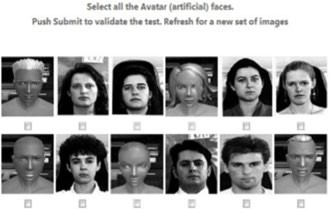 Select all the Avatar (artificial) faces.
Push Submit to validate the test. Refresh for a new set of images